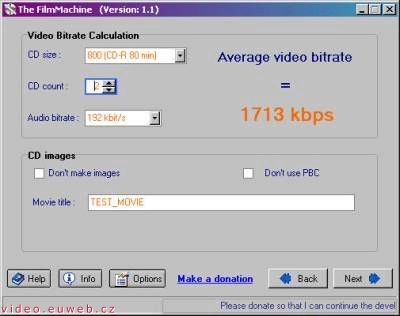 The FilmMachine (Version: 1.1)
Video Bitrate Calculation
CD size :
800 (CD-R 80 min)
CD count :
2
Audio bitrate :
192 kbit/s
Average video bitrate
=
1713 kbps
CD images
Don't make images
Don't use PBC
Movie title :
TEST_MOVIE
Help
Info
Options
Make a donation
Back
Next
video.euweb.cz
Please donate so that I can continue the devel